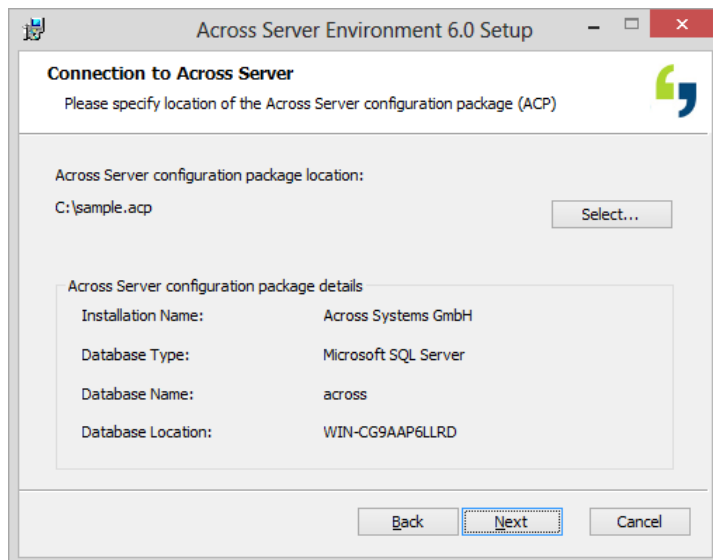 Across Server Environment 6.0 Setup
Connection to Across Server
Please specify location of the Across Server configuration package (ACP)
Across Server configuration package location:
C:\sample.acp
Select...
Across Server configuration package details
Installation Name: Across Systems GmbH
Database Type: Microsoft SQL Server
Database Name: across
Database Location: WIN-CG9AAP6LLRD
Back Next Cancel